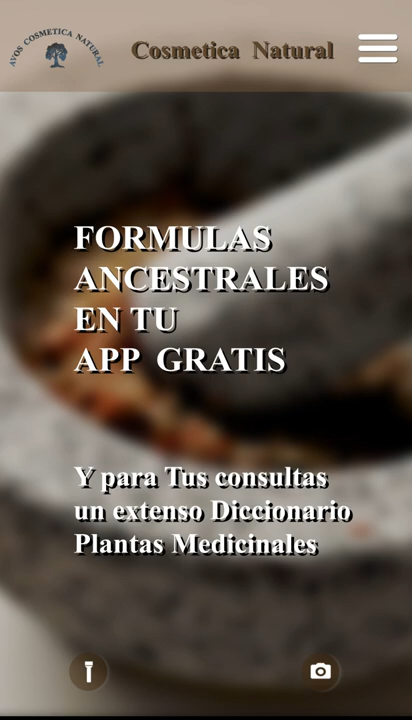 AVOS COSMETICA NATURAL
Cosmetica Natural
FORMULAS
ANCESTRALES
EN TU
APP GRATIS
Y para Tus consultas
un extenso Diccionario
Plantas Medicinales